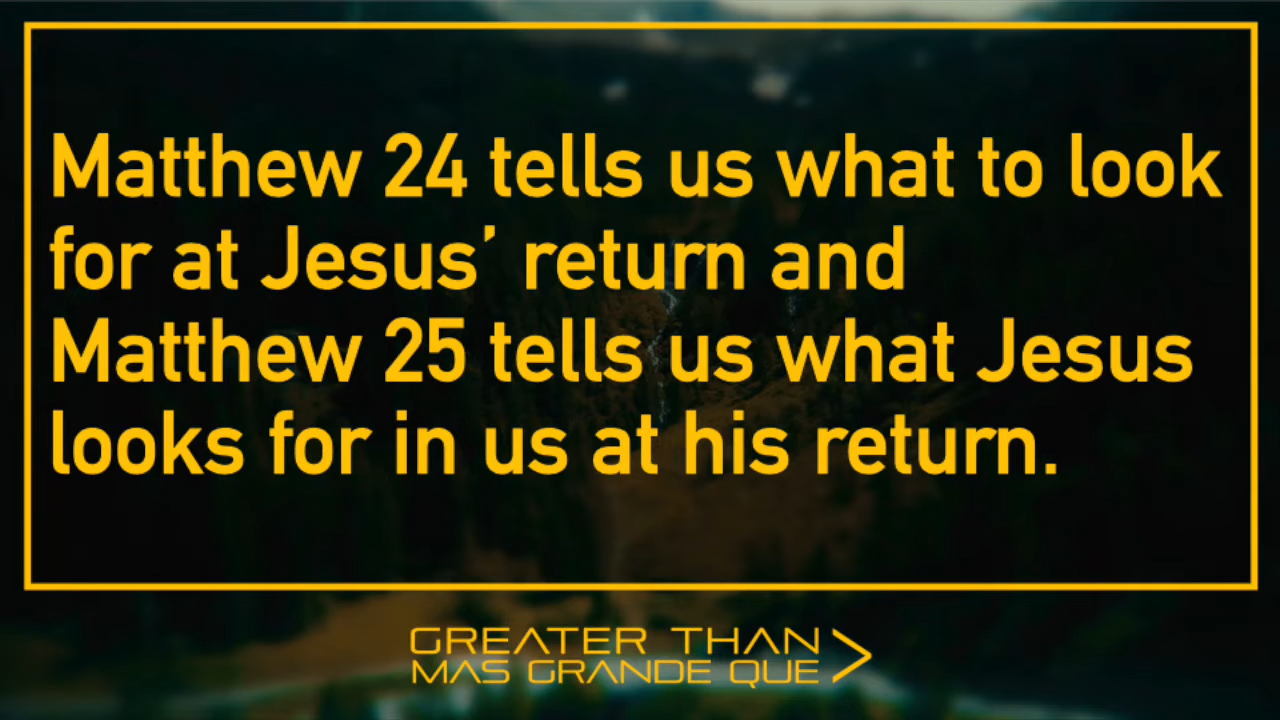 Matthew 24 tells us what to look
for at Jesus’ return and
Matthew 25 tells us what Jesus
looks for in us at his return.
GREATER THAN
MAS GRANDE QUE >